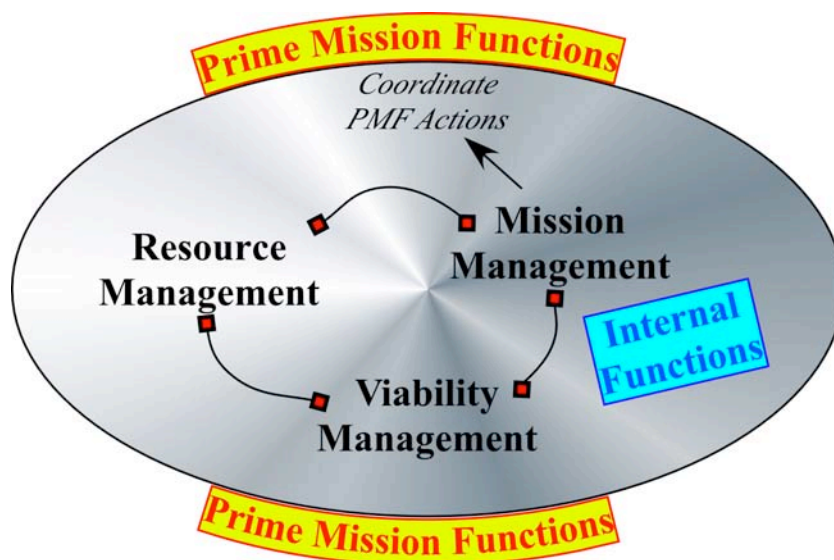 Prime Mission Functions
Coordinate
PMF Actions
Mission
Management
Resource
Management
Internal
Functions
Viability
Management
Prime Mission Functions